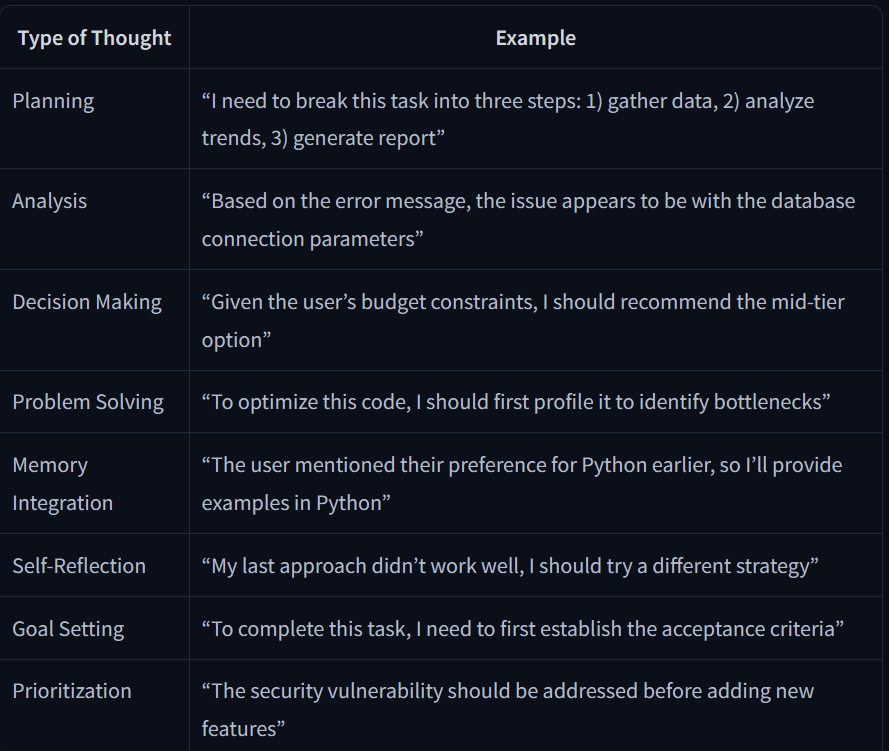 Type of Thought
Example
Planning
“I need to break this task into three steps: 1) gather data, 2) analyze
trends, 3) generate report”
Analysis
“Based on the error message, the issue appears to be with the database
connection parameters”
Decision Making
“Given the user’s budget constraints, I should recommend the mid-tier
option”
Problem Solving
“To optimize this code, I should first profile it to identify bottlenecks”
Memory
Integration
“The user mentioned their preference for Python earlier, so I’ll provide
examples in Python”
Self-Reflection
“My last approach didn’t work well, I should try a different strategy”
Goal Setting
“To complete this task, I need to first establish the acceptance criteria”
Prioritization
“The security vulnerability should be addressed before adding new
features”